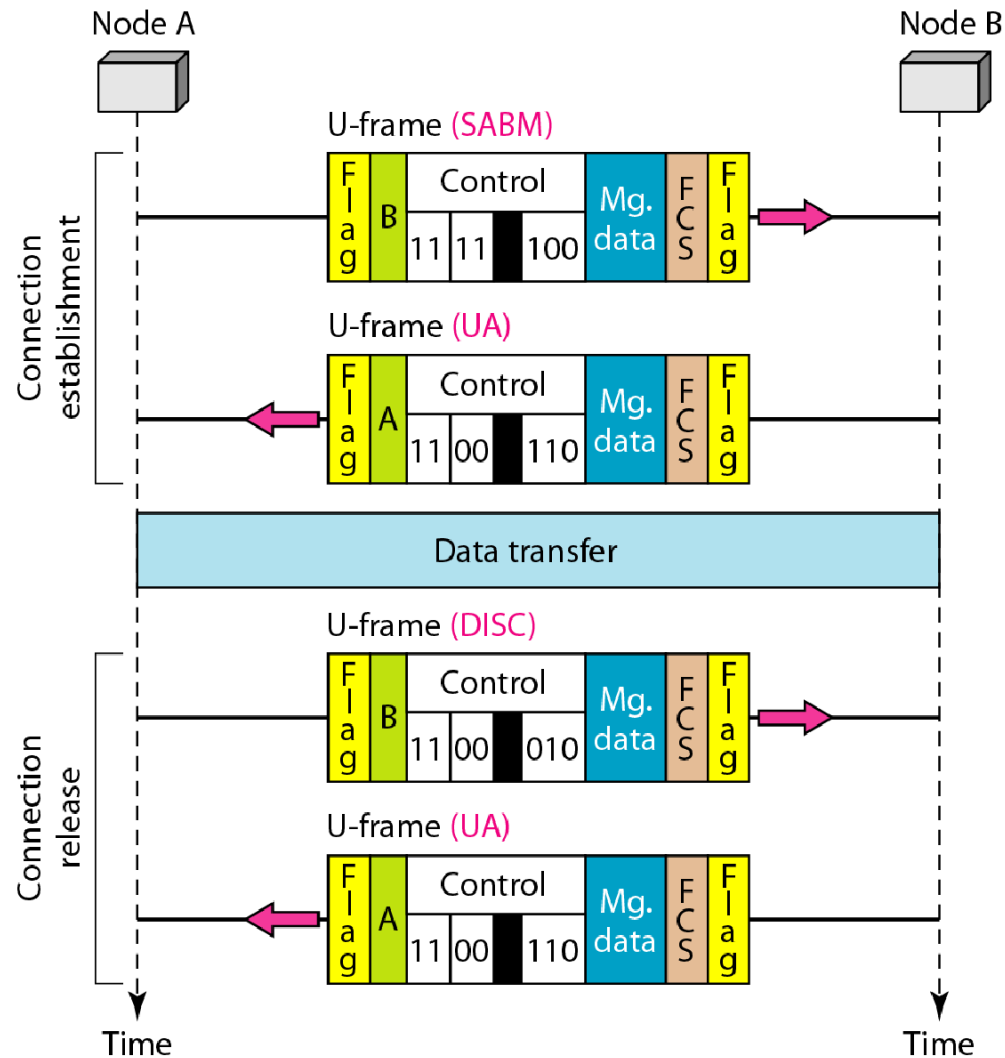 Node A
Node B
U-frame (SABM)
Flag
B
Control
11
11
100
Mg.
data
FCS
Flag
Connection
establishment
U-frame (UA)
Flag
A
Control
11
00
110
Mg.
data
FCS
Flag
Data transfer
U-frame (DISC)
Flag
B
Control
11
00
010
Mg.
data
FCS
Flag
Connection
release
U-frame (UA)
Flag
A
Control
11
00
110
Mg.
data
FCS
Flag
Time
Time